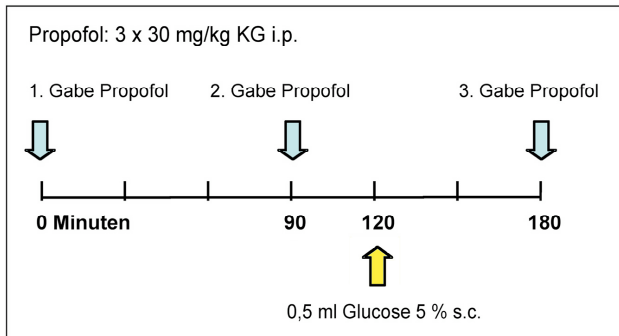 Propofol: 3 x 30 mg/kg KG i.p.
1. Gabe Propofol 2. Gabe Propofol 3. Gabe Propofol
0 Minuten 90 120 180
0,5 ml Glucose 5 % s.c.